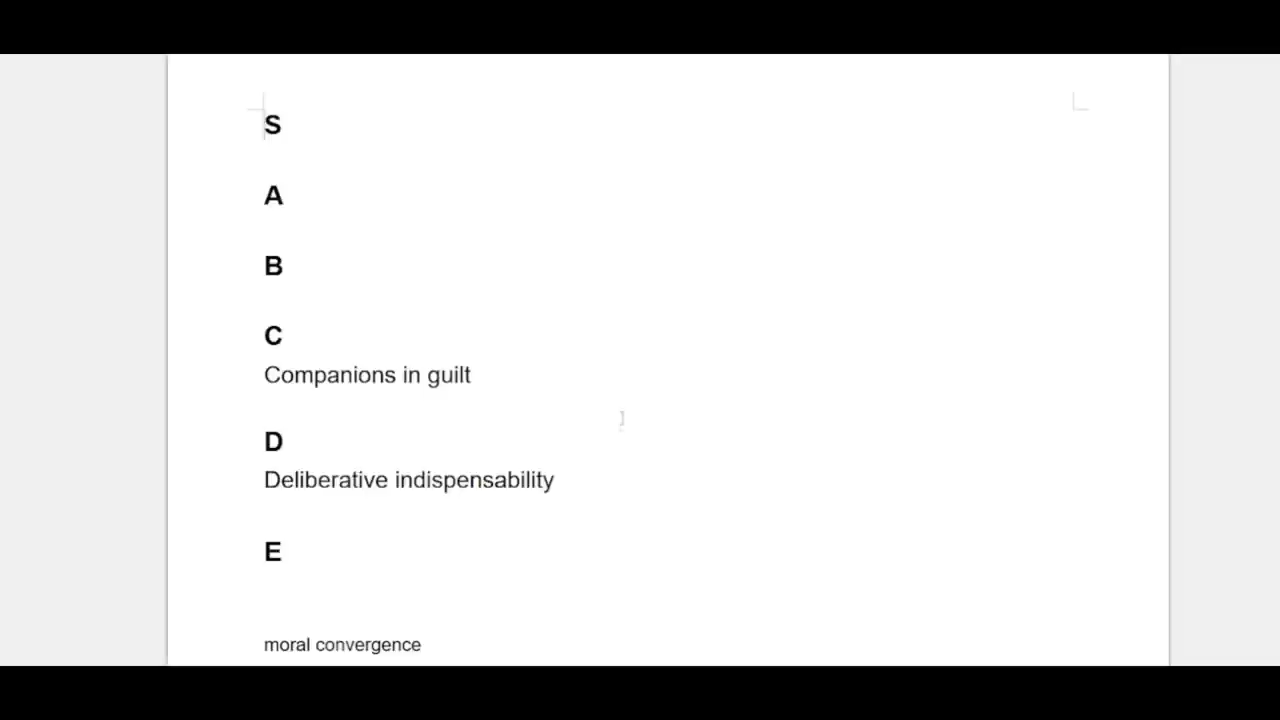 S
A
B
C
Companions in guilt
D
Deliberative indispensability
E
moral convergence